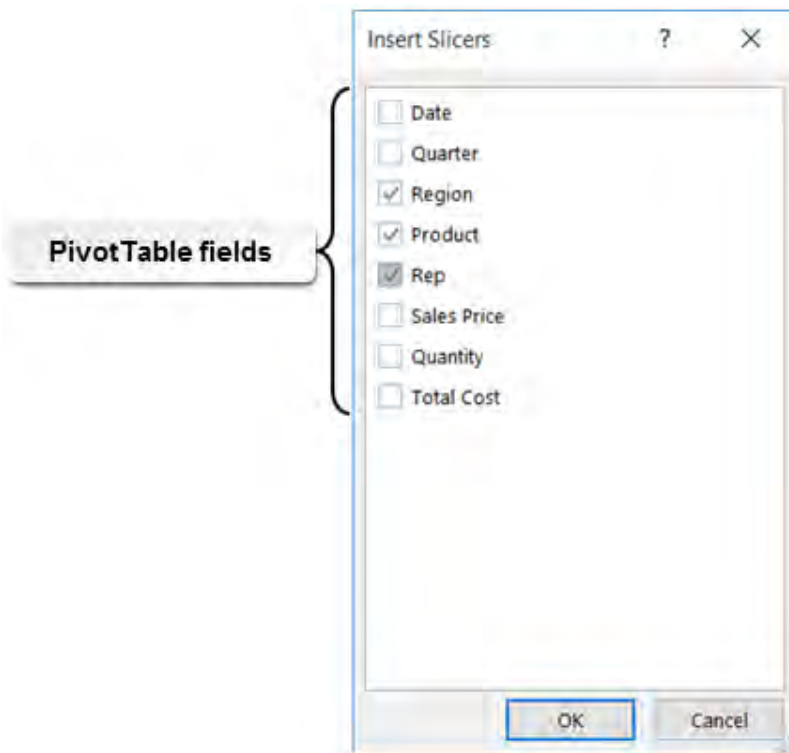 Insert Slicers ? ×
Date
Quarter
Region
Product
PivotTable fields
Rep
Sales Price
Quantity
Total Cost
OK Cancel